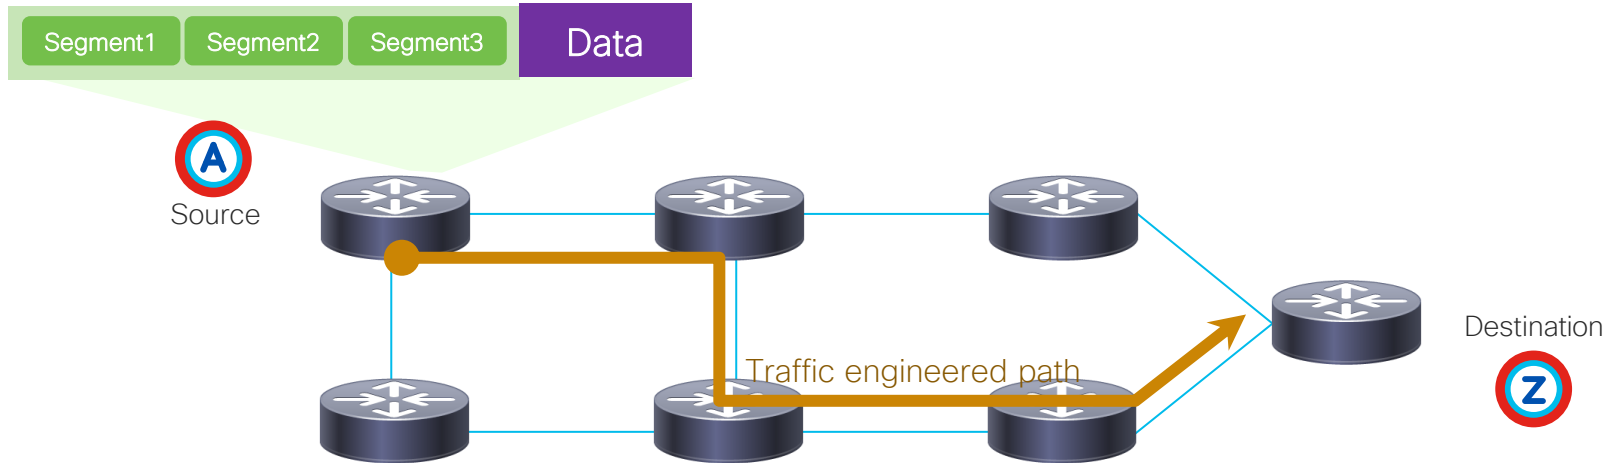 Segment1 Segment2 Segment3 Data
A
Source
Destination
Traffic engineered path
Z